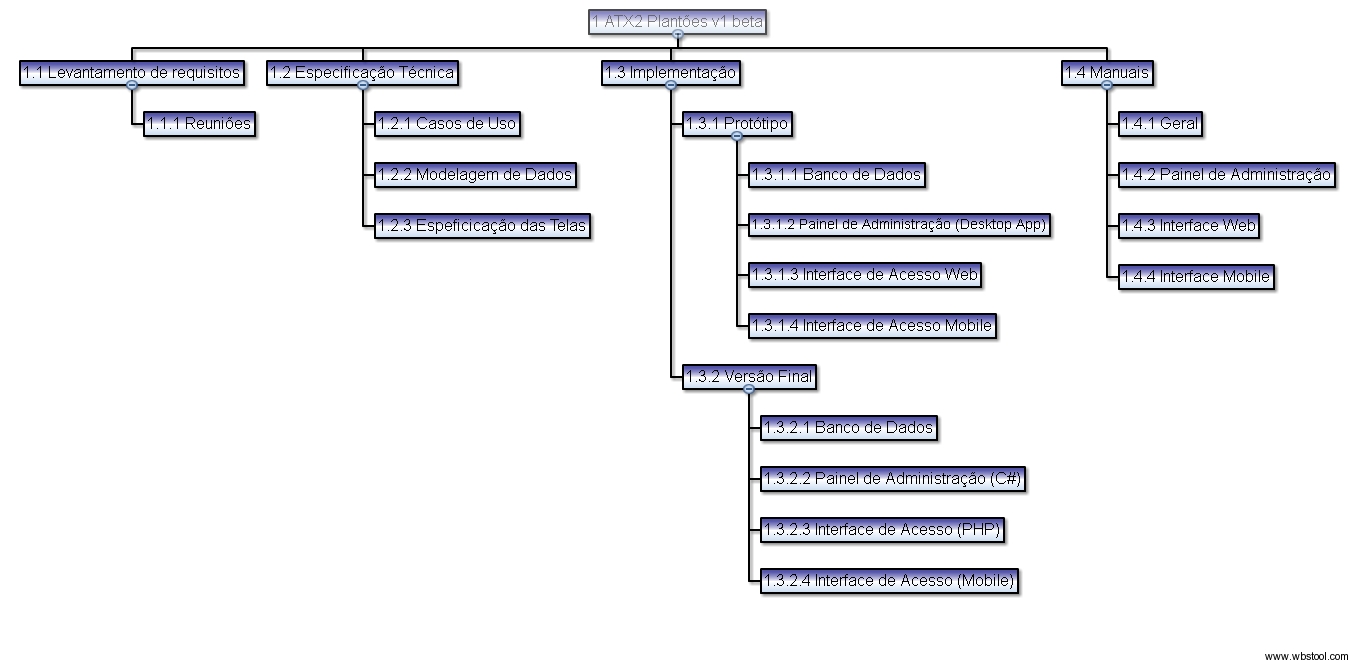 1 ATX2 Plantões v1 beta
1.1 Levantamento de requisitos
1.1.1 Reuniões
1.2 Especificação Técnica
1.2.1 Casos de Uso
1.2.2 Modelagem de Dados
1.2.3 Espeficicação das Telas
1.3 Implementação
1.3.1 Protótipo
1.3.1.1 Banco de Dados
1.3.1.2 Painel de Administração (Desktop App)
1.3.1.3 Interface de Acesso Web
1.3.1.4 Interface de Acesso Mobile
1.3.2 Versão Final
1.3.2.1 Banco de Dados
1.3.2.2 Painel de Administração (C#)
1.3.2.3 Interface de Acesso (PHP)
1.3.2.4 Interface de Acesso (Mobile)
1.4 Manuais
1.4.1 Geral
1.4.2 Painel de Administração
1.4.3 Interface Web
1.4.4 Interface Mobile
www.wbstool.com